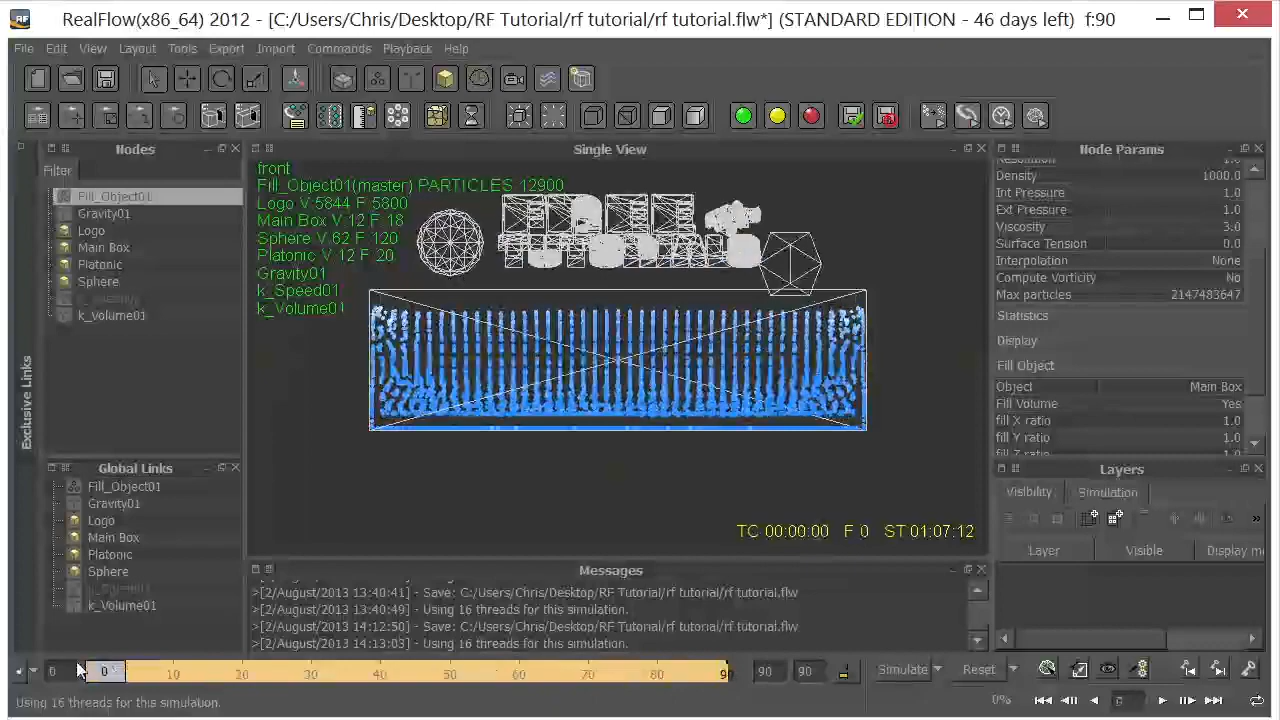 RealFlow(x86_64) 2012 - [C:/Users/Chris/Desktop/RF Tutorial/rf tutorial/rf tutorial.flw*] (STANDARD EDITION - 46 days left) f:90
File Edit View Layout Tools Export Import Commands Playback Help
Nodes
Filter
Fill_Object01
Gravity01
Logo
Main Box
Platonic
Sphere
k_Volume01
Exclusive Links
Global Links
Fill_Object01
Gravity01
Logo
Main Box
Platonic
Sphere
k_Volume01
Single View
front
Fill_Object01(master) PARTICLES 12900
Logo V 5844 F 5800
Main Box V 12 F 18
Sphere V 62 F 120
Platonic V 12 F 20
Gravity01
k_Speed01
k_Volume01
TC 00:00:00 F 0 ST 01:07:12
Messages
>[2/August/2013 13:40:41] - Save: C:/Users/Chris/Desktop/RF Tutorial/rf tutorial/rf tutorial.flw
>[2/August/2013 13:40:49] - Using 16 threads for this simulation.
>[2/August/2013 14:12:50] - Save: C:/Users/Chris/Desktop/RF Tutorial/rf tutorial/rf tutorial.flw
>[2/August/2013 14:13:03] - Using 16 threads for this simulation.
Node Params
Resolution 1.0
Density 1000.0
Int Pressure 1.0
Ext Pressure 1.0
Viscosity 3.0
Surface Tension 0.0
Interpolation None
Compute Vorticity No
Max particles 2147483647
Statistics
Display
Fill Object
Object Main Box
Fill Volume Yes
fill X ratio 1.0
fill Y ratio 1.0
fill Z ratio 1.0
Layers
Visibility Simulation
»
Layer Visible Display m
0 0 10 20 30 40 50 60 70 80 90 90 90
Simulate Reset
Using 16 threads for this simulation.
0% 0